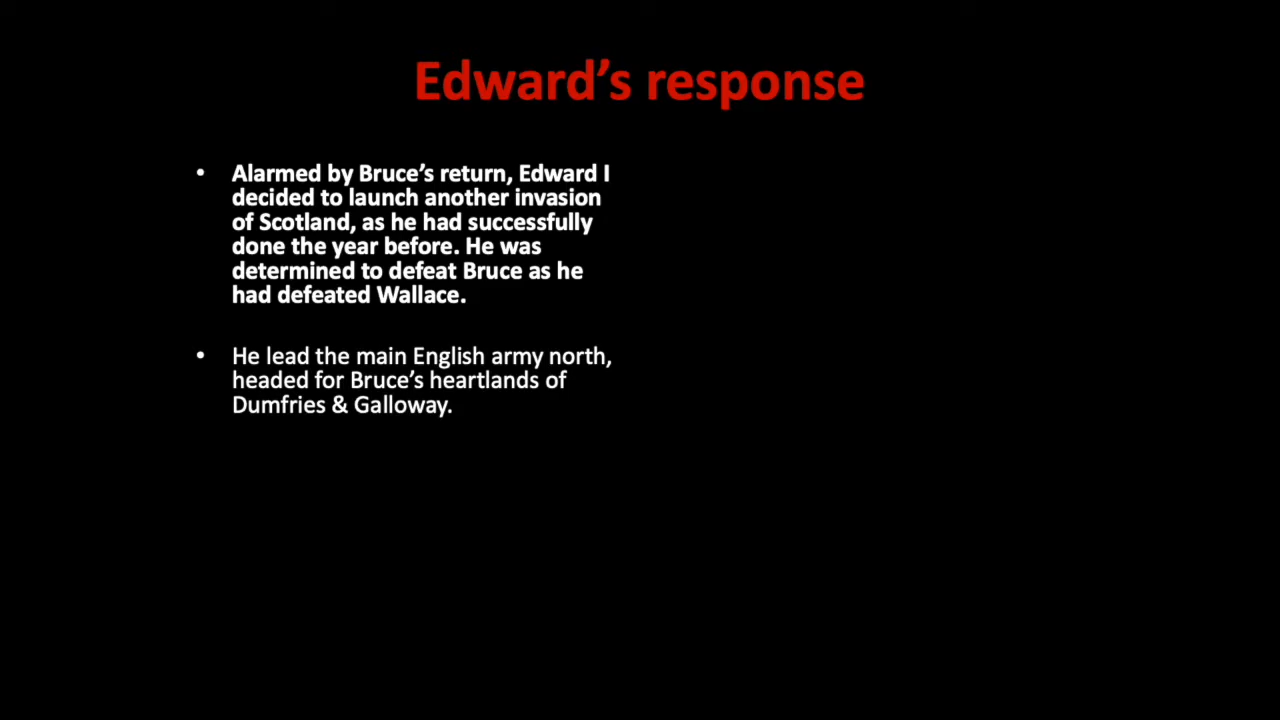 Edward’s response
• Alarmed by Bruce’s return, Edward I
decided to launch another invasion
of Scotland, as he had successfully
done the year before. He was
determined to defeat Bruce as he
had defeated Wallace.
• He lead the main English army north,
headed for Bruce’s heartlands of
Dumfries & Galloway.